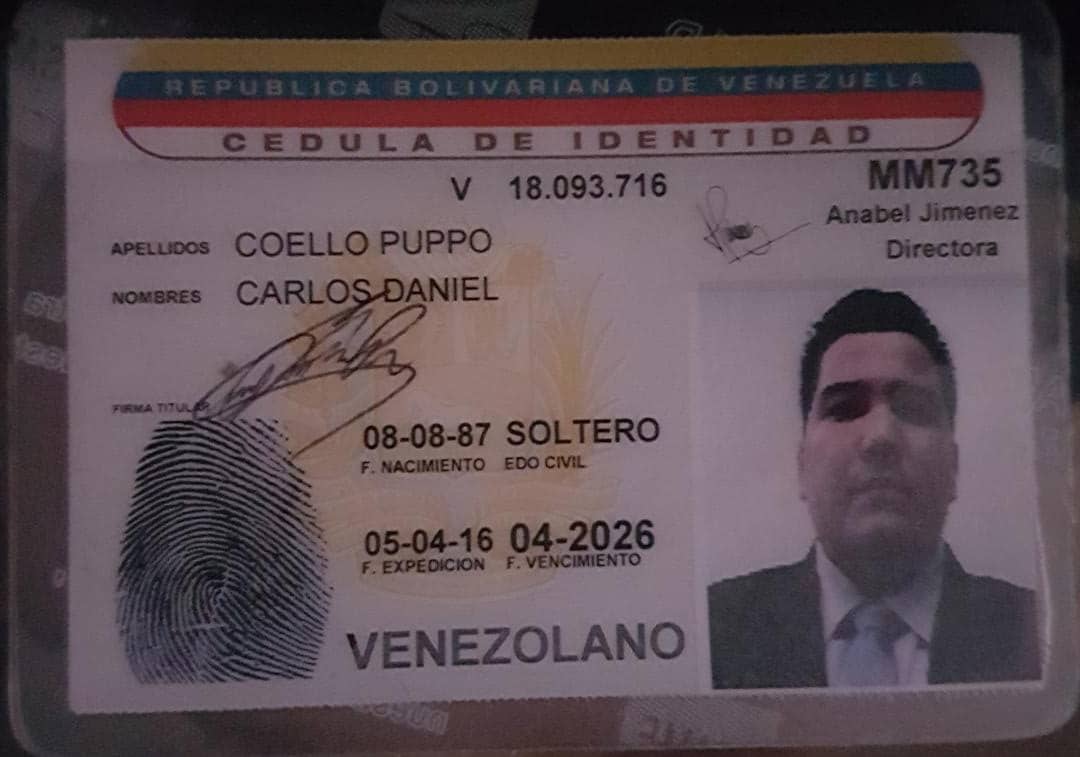 REPUBLICA BOLIVARIANA DE VENEZUELA
CEDULA DE IDENTIDAD
V 18.093.716
MM735
Anabel Jimenez
Directora
APELLIDOS COELLO PUPPO
NOMBRES CARLOS DANIEL
FIRMA TITULAR
08-08-87 SOLTERO
F. NACIMIENTO EDO CIVIL
05-04-16 04-2026
F. EXPEDICION F. VENCIMIENTO
VENEZOLANO